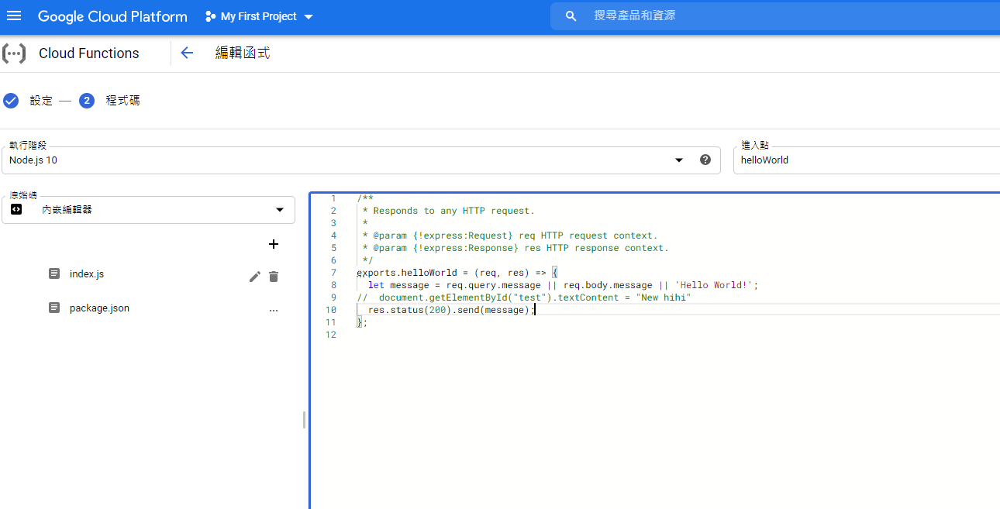 Google Cloud Platform My First Project 搜尋產品和資源
Cloud Functions 編輯函式
設定 2 程式碼
執行階段
Node.js 10
進入點
helloWorld
原始碼
內嵌編輯器
index.js
package.json
...
1 /**
2 * Responds to any HTTP request.
3 *
4 * @param {!express:Request} req HTTP request context.
5 * @param {!express:Response} res HTTP response context.
6 */
7 exports.helloWorld = (req, res) => {
8 let message = req.query.message || req.body.message || 'Hello World!';
9 // document.getElementById("test").textContent = "New hihi"
10 res.status(200).send(message);
11 };
12